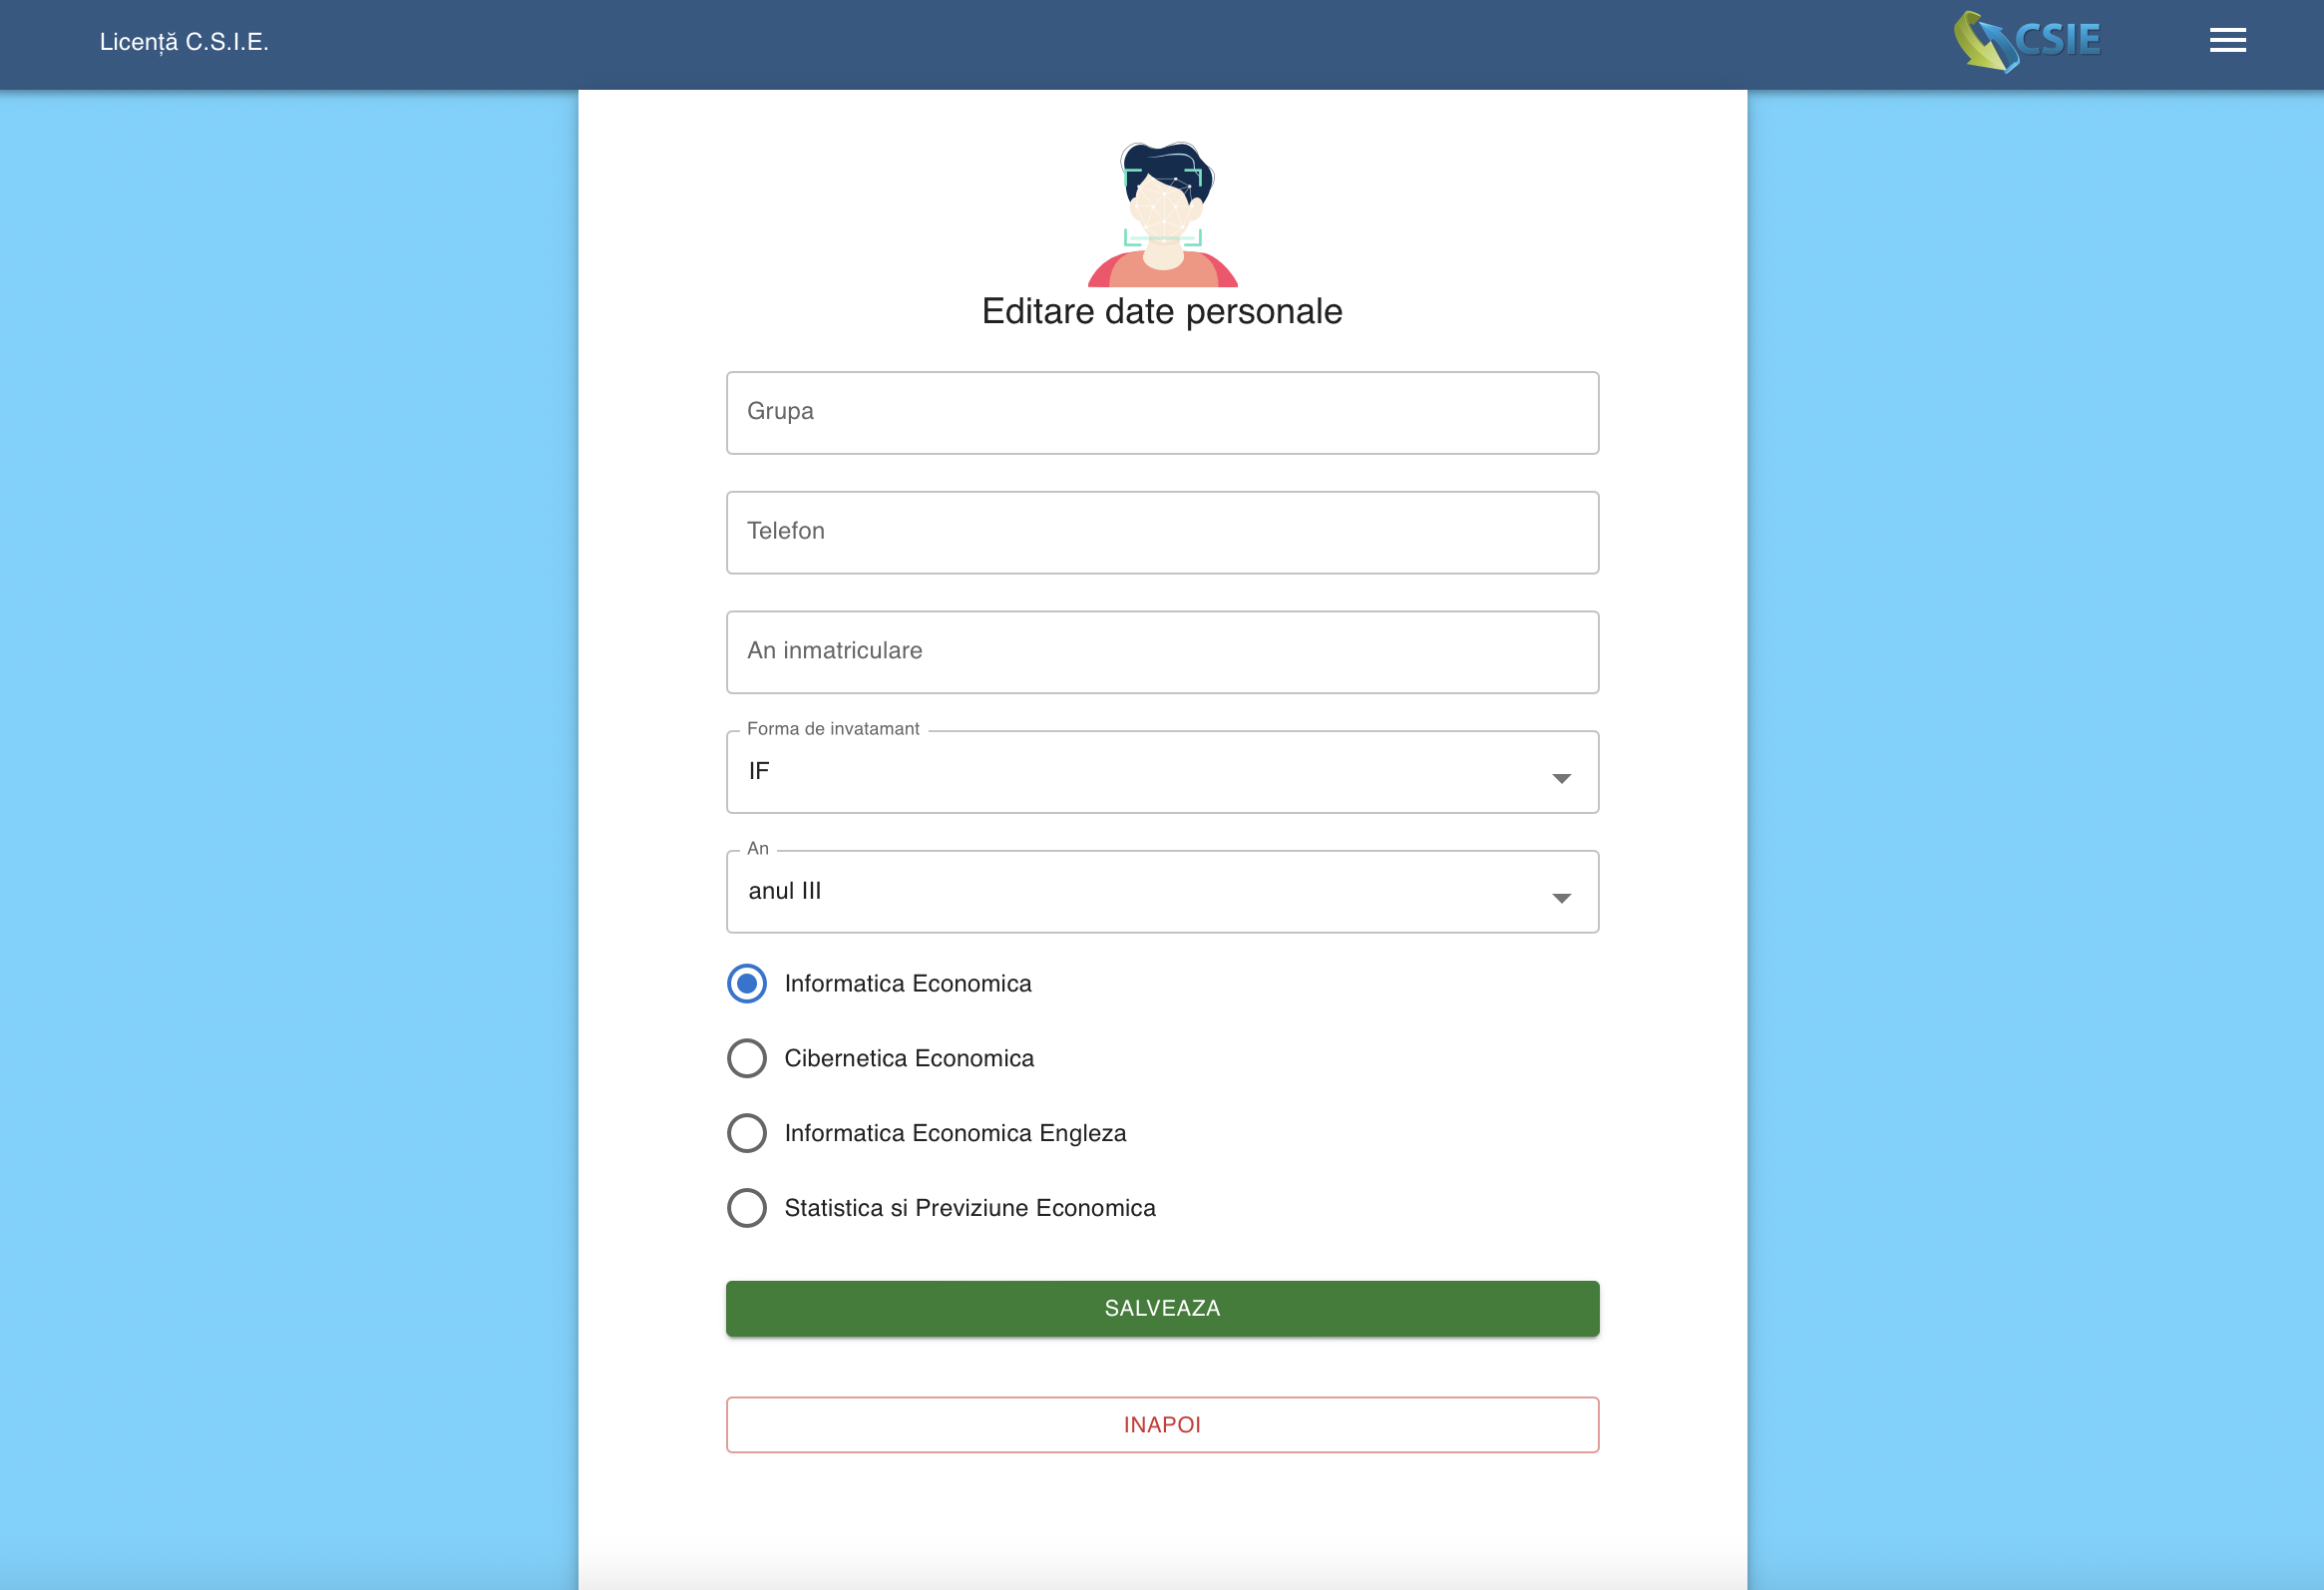 Licență C.S.I.E.
CSIE
Editare date personale
Grupa
Telefon
An inmatriculare
Forma de invatamant
IF
An
anul III
Informatica Economica
Cibernetica Economica
Informatica Economica Engleza
Statistica si Previziune Economica
SALVEAZA
INAPOI